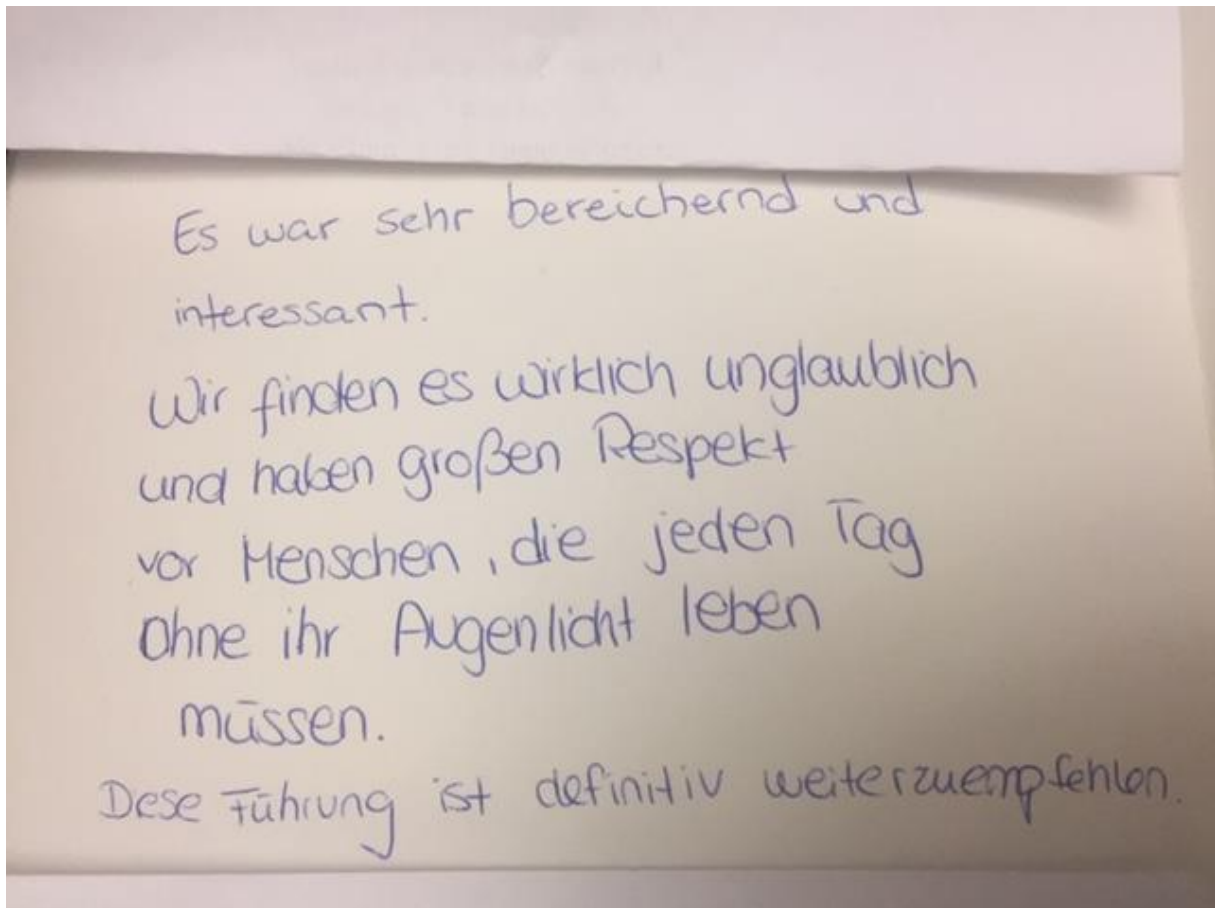 Es war sehr bereichernd und
interessant.
Wir finden es wirklich unglaublich
und haben großen Respekt
vor Menschen, die jeden Tag
ohne ihr Augenlicht leben
müssen.
Dese Führung ist definitiv weiterzuempfehlen.